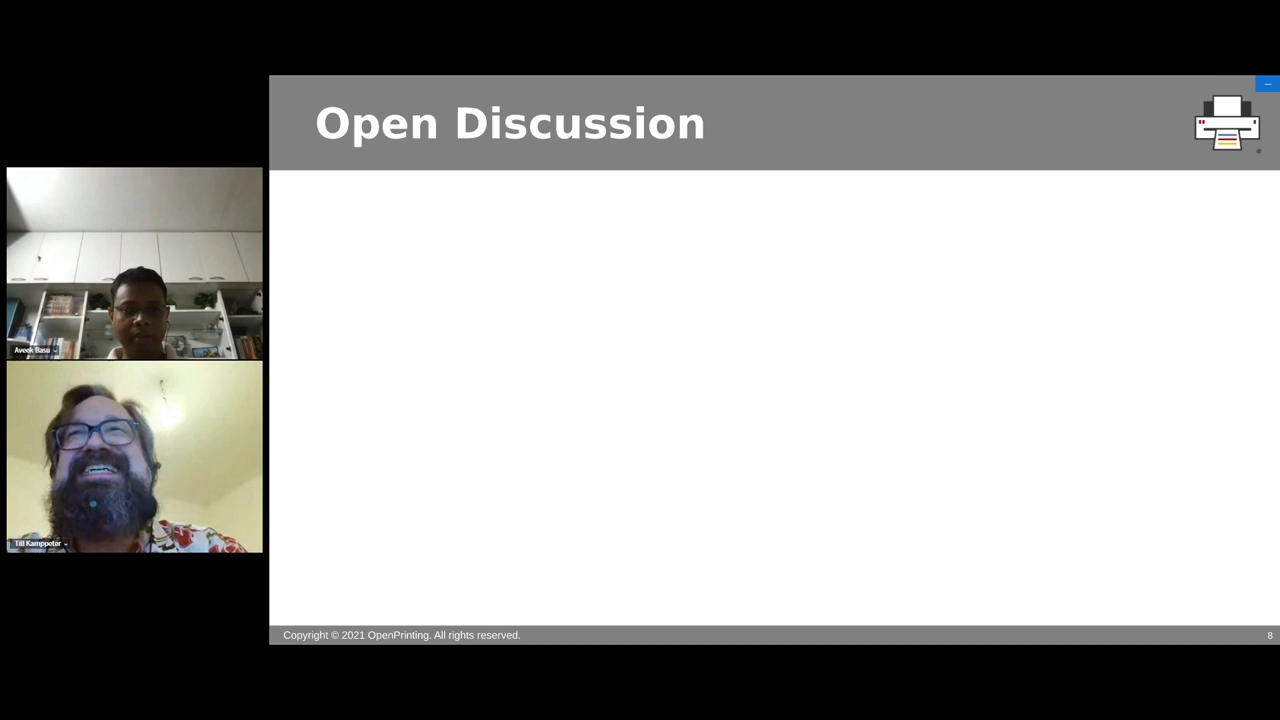 Open Discussion
Aveek Basu
Till Kamppeter
Copyright © 2021 OpenPrinting. All rights reserved.
8